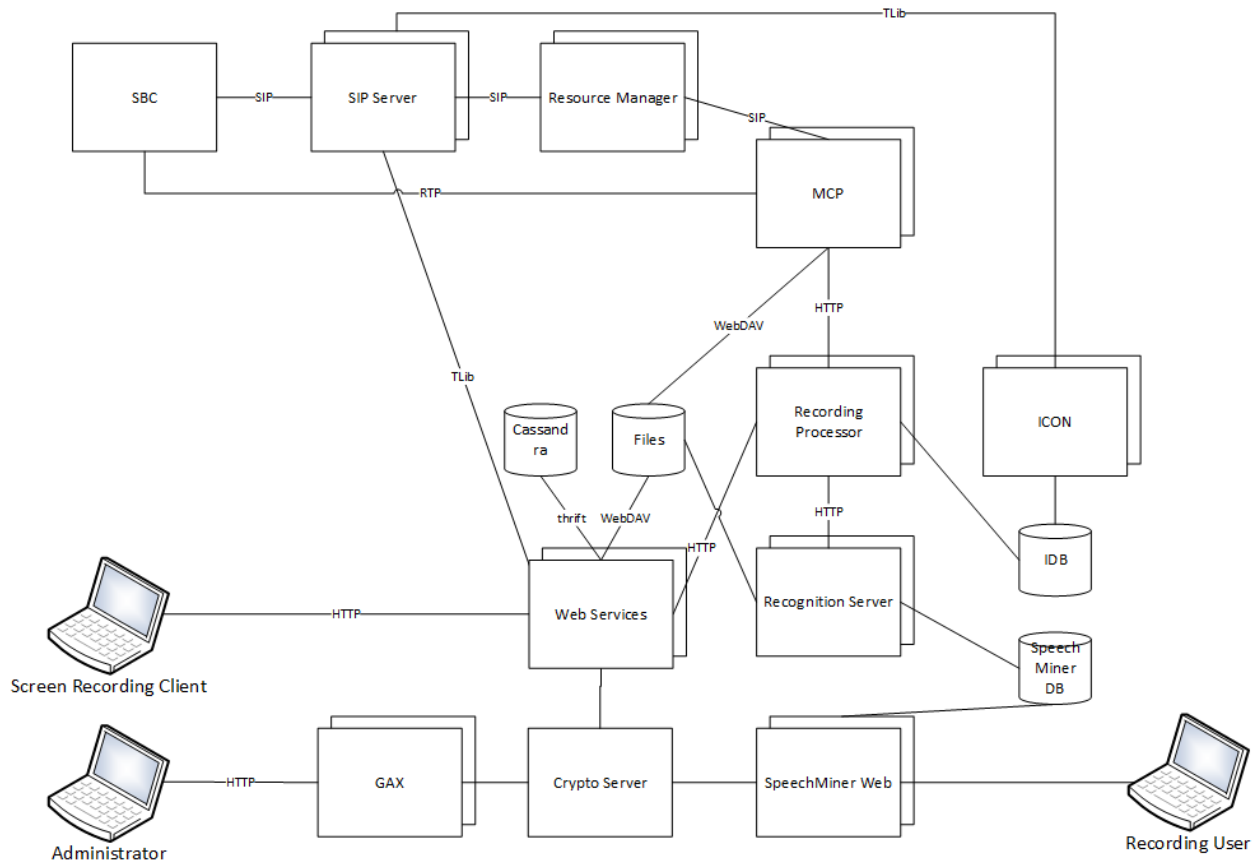 TLib
SBC
SIP
SIP Server
SIP
Resource Manager
SIP
MCP
RTP
HTTP
WebDAV
TLib
Cassand
ra
Files
Recording
Processor
ICON
thrift
WebDAV
HTTP
HTTP
IDB
Web Services
Recognition Server
HTTP
Speech
Miner
DB
Screen Recording Client
HTTP
GAX
Crypto Server
SpeechMiner Web
Administrator
Recording User